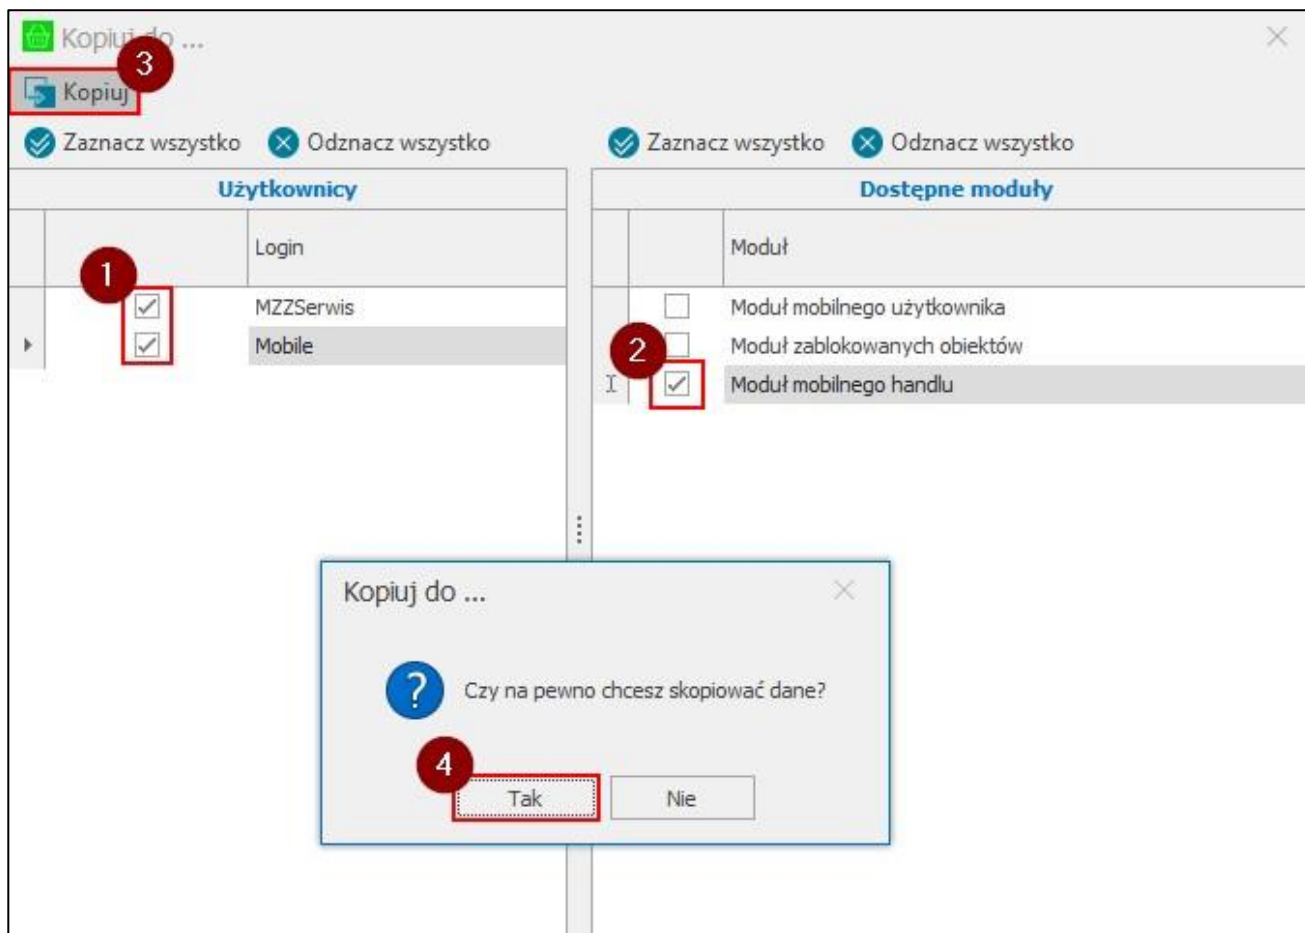 Kopiuj do ...
3
Kopiuj
Zaznacz wszystko Odznacz wszystko Zaznacz wszystko Odznacz wszystko
Użytkownicy Dostępne moduły
Login Moduł
1
MZZSerwis Moduł mobilnego użytkownika
Mobile 2 Moduł zablokowanych obiektów
Moduł mobilnego handlu
Kopiuj do ...
? Czy na pewno chcesz skopiować dane?
4
Tak Nie